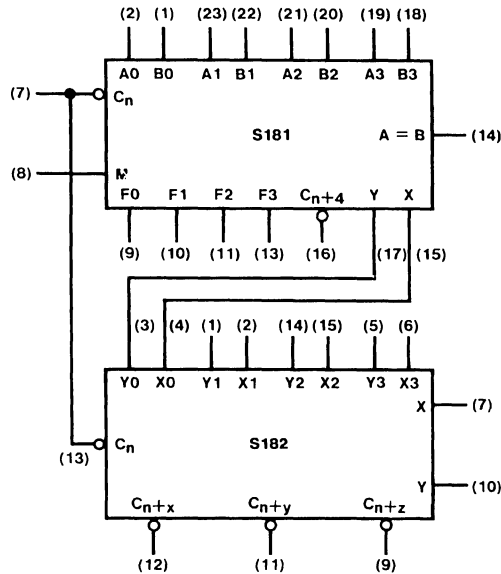 (2) (1) (23) (22) (21) (20) (19) (18)
A0 B0 A1 B1 A2 B2 A3 B3
(7) Cn
S181 A = B (14)
(8) M
F0 F1 F2 F3 Cn+4 Y X
(9) (10) (11) (13) (16) (17) (15)
(3) (4) (1) (2) (14) (15) (5) (6)
Y0 X0 Y1 X1 Y2 X2 Y3 X3
X (7)
(13) Cn S182
Y (10)
Cn+x Cn+y Cn+z
(12) (11) (9)